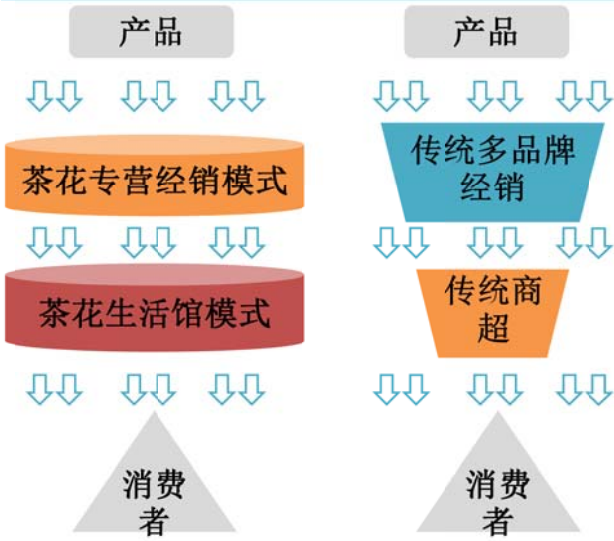 产品
茶花专营经销模式
茶花生活馆模式
消费
者
产品
传统多品牌
经销
传统商
超
消费
者